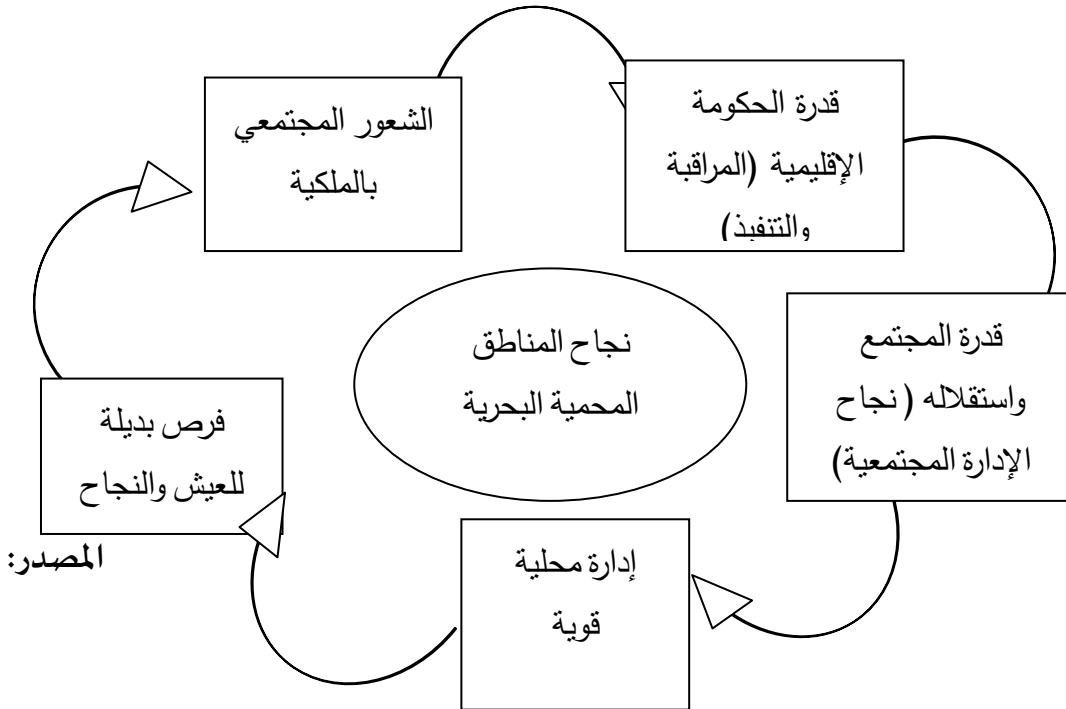 الشعور المجتمعي
بالملكية
قدرة الحكومة
الإقليمية (المراقبة
والتنفيذ)
قدرة المجتمع
واستقلاله (نجاح
الإدارة المجتمعية)
نجاح المناطق
المحمية البحرية
فرص بديلة
للعيش والنجاح
إدارة محلية
قوية
المصدر: